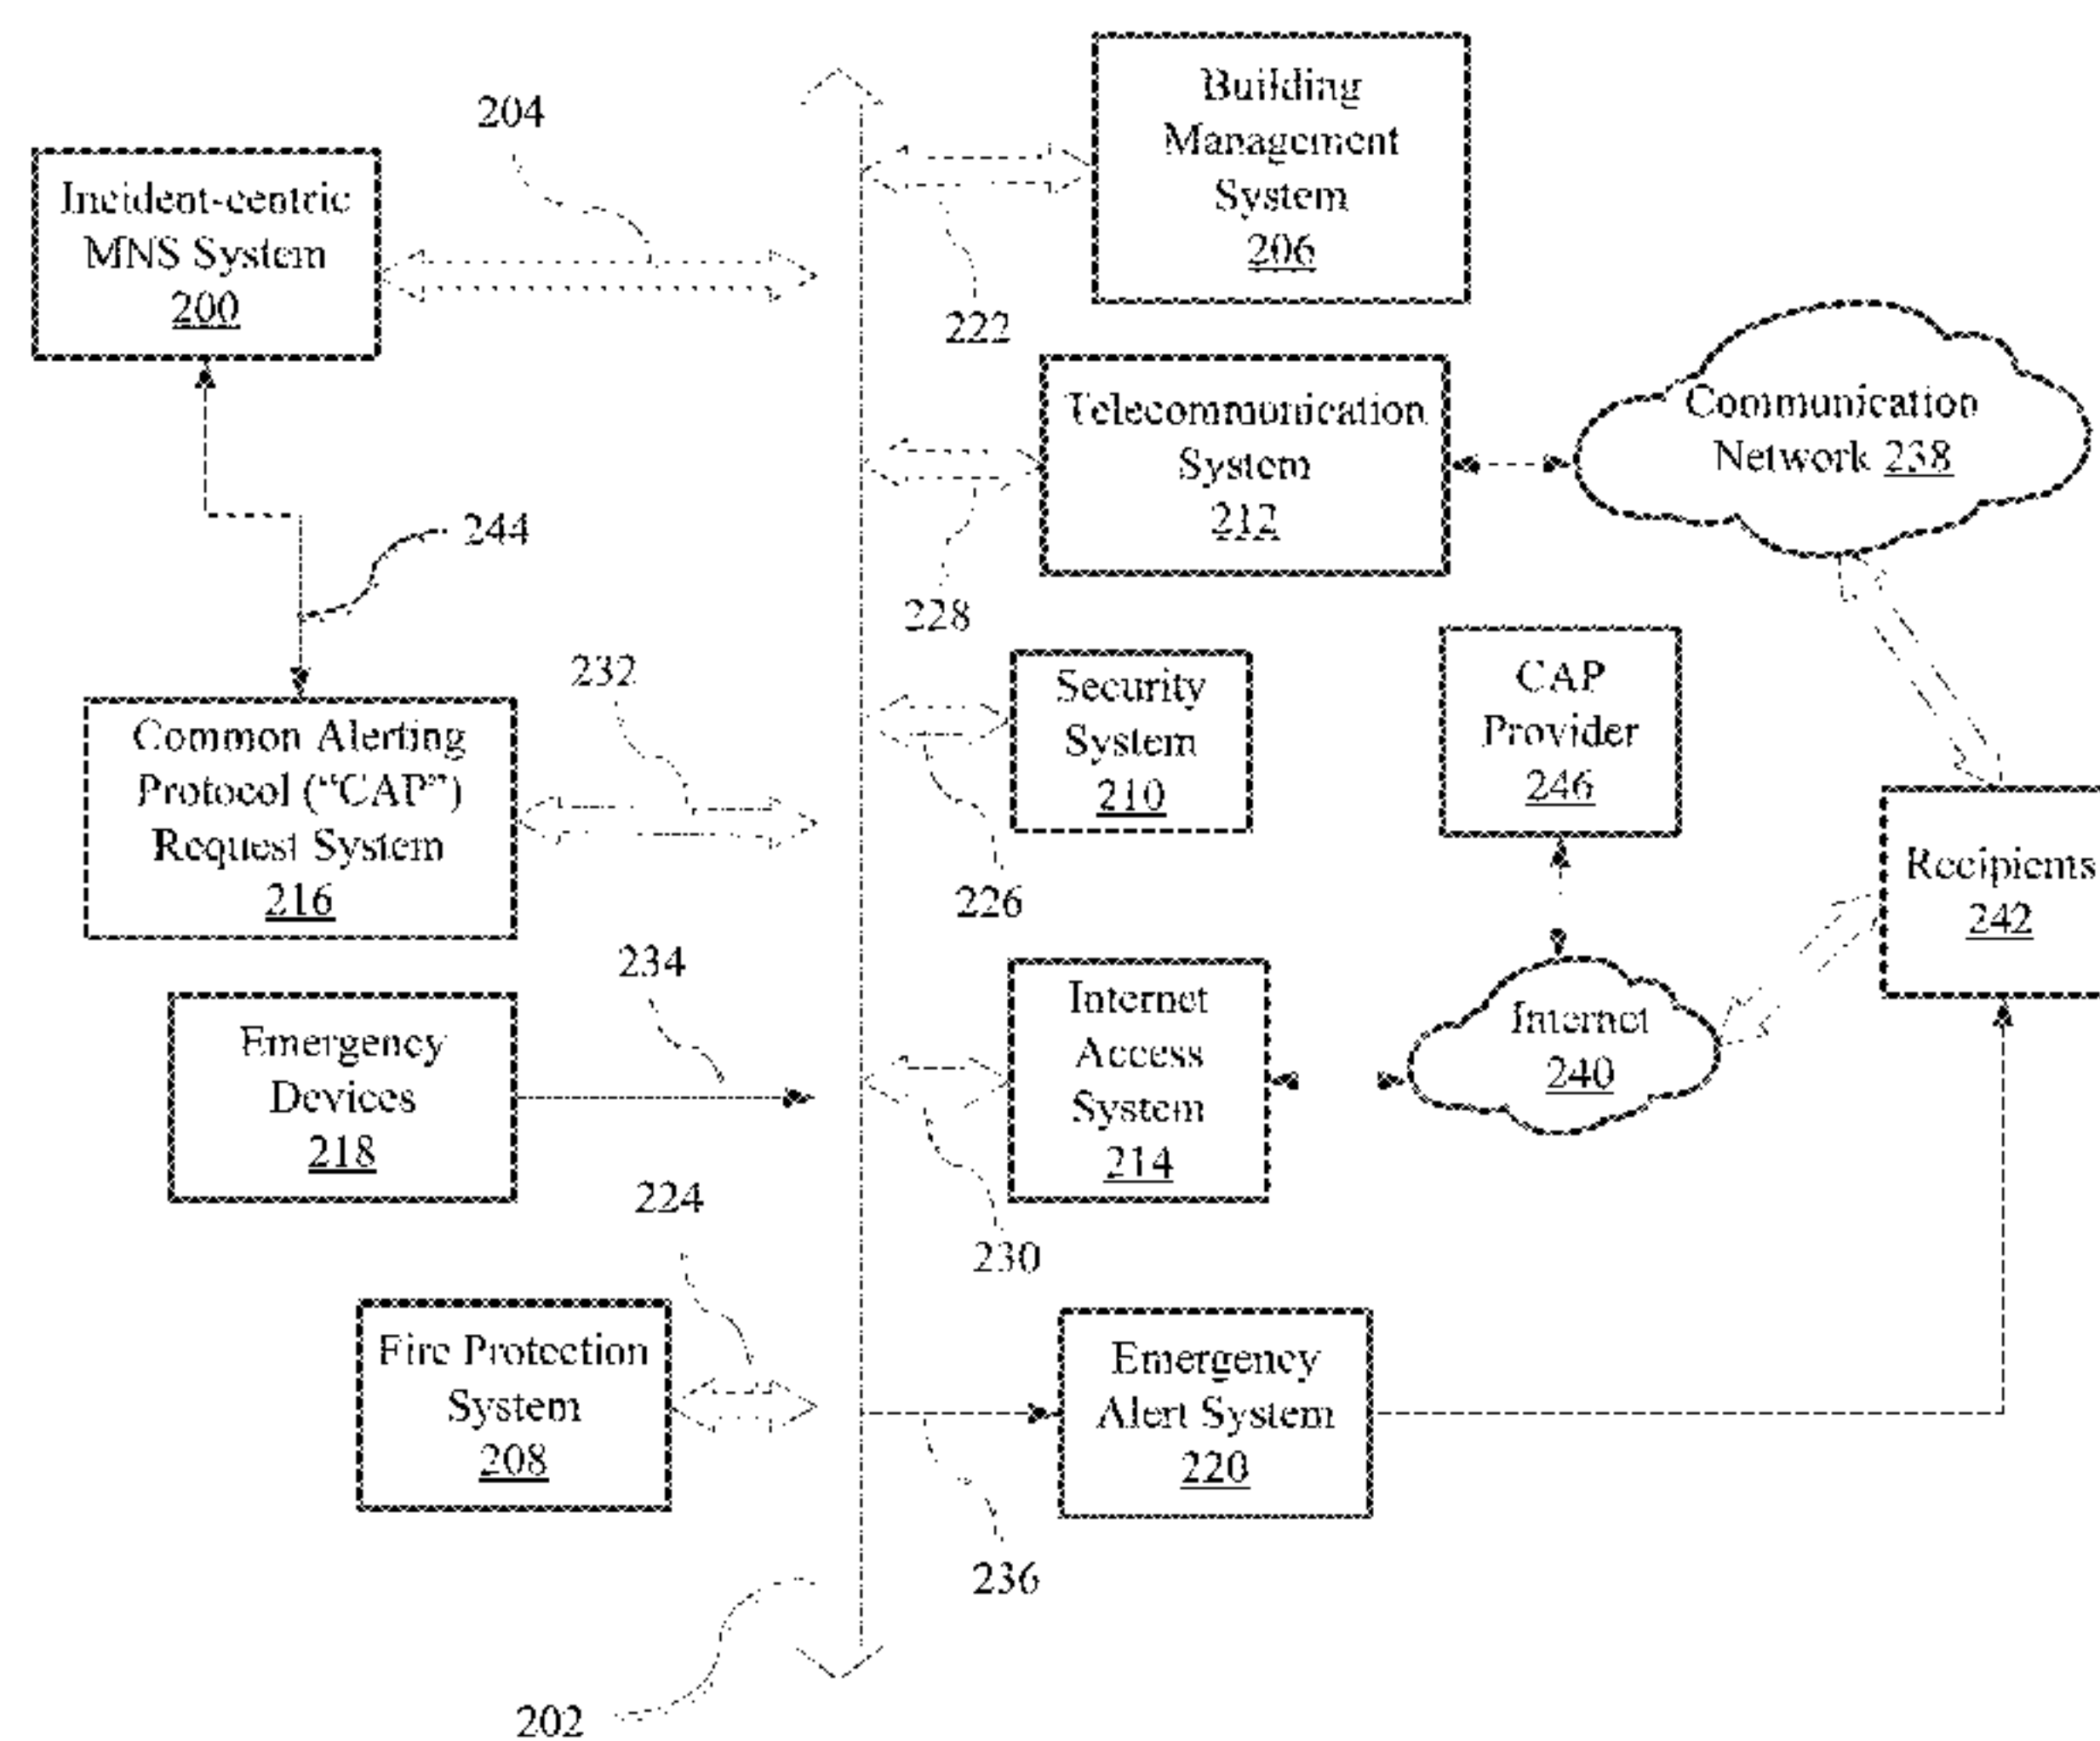 204
Incident-centric
MNS System
200
Building
Management
System
206
222
Telecommunication
System
212
Communication
Network 238
244
228
232
Common Alerting
Protocol (“CAP”)
Request System
216
Security
System
210
226
CAP
Provider
246
Recipients
242
234
Emergency
Devices
218
Internet
Access
System
214
Internet
240
224
230
Fire Protection
System
208
Emergency
Alert System
220
236
202